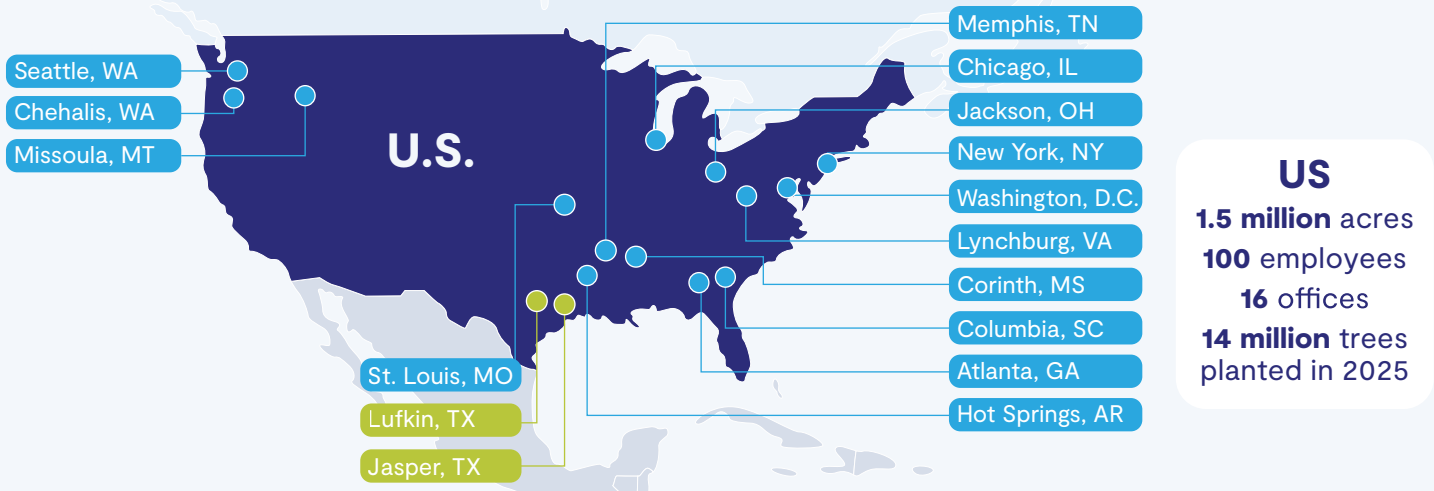 Seattle, WA
Chehalis, WA
Missoula, MT
U.S.
St. Louis, MO
Lufkin, TX
Jasper, TX
Memphis, TN
Chicago, IL
Jackson, OH
New York, NY
Washington, D.C.
Lynchburg, VA
Corinth, MS
Columbia, SC
Atlanta, GA
Hot Springs, AR
US
1.5 million acres
100 employees
16 offices
14 million trees
planted in 2025